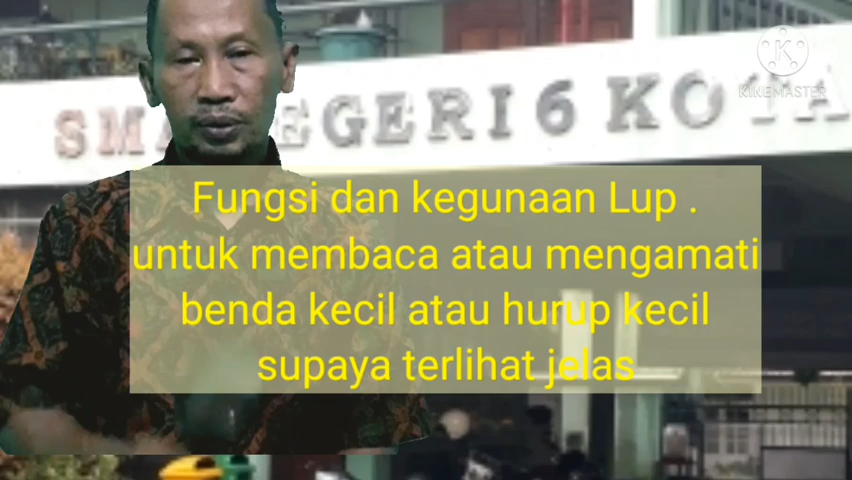 KINEMASTER
SMA NEGERI 6 KOTA
Fungsi dan kegunaan Lup .
untuk membaca atau mengamati
benda kecil atau hurup kecil
supaya terlihat jelas